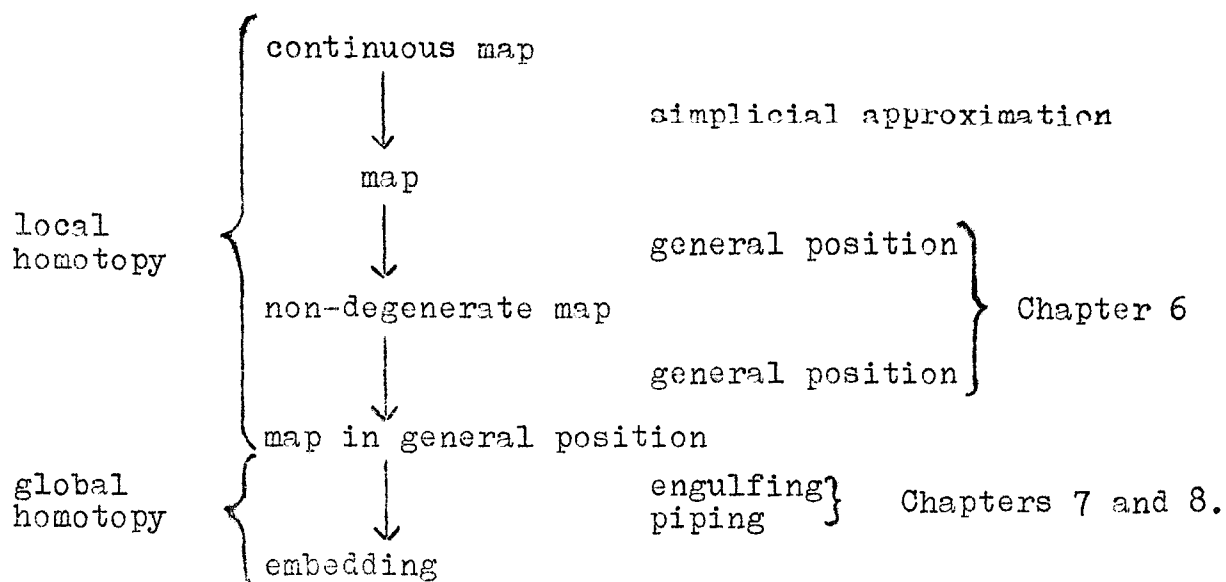 continuous map
simplicial approximation
map
local
homotopy
general position
non-degenerate map
Chapter 6
general position
map in general position
global
homotopy
engulfing
piping
Chapters 7 and 8.
embedding